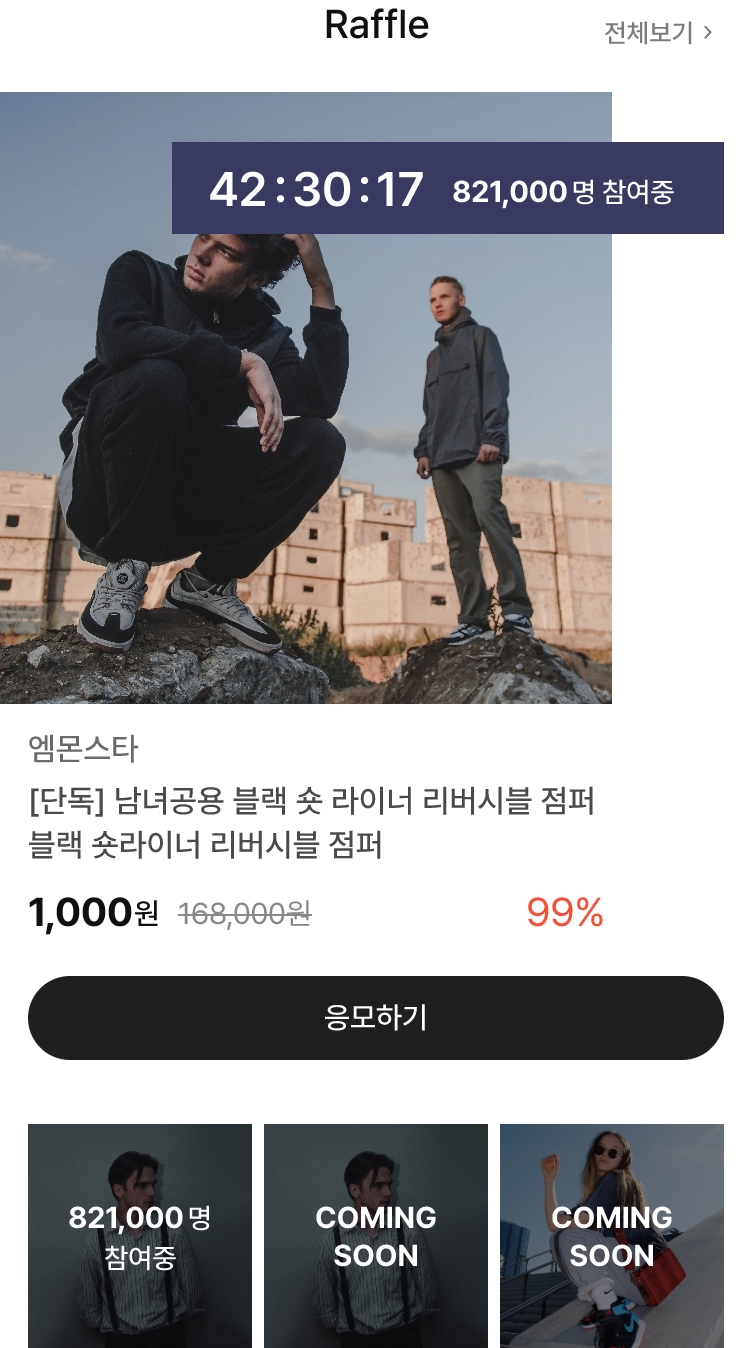 Raffle
전체보기 >
42:30:17 821,000명 참여중
엠몬스타
[단독] 남녀공용 블랙 숏 라이너 리버시블 점퍼
블랙 숏라이너 리버시블 점퍼
1,000원 168,000원 99%
응모하기
821,000명
참여중
COMING
SOON
COMING
SOON